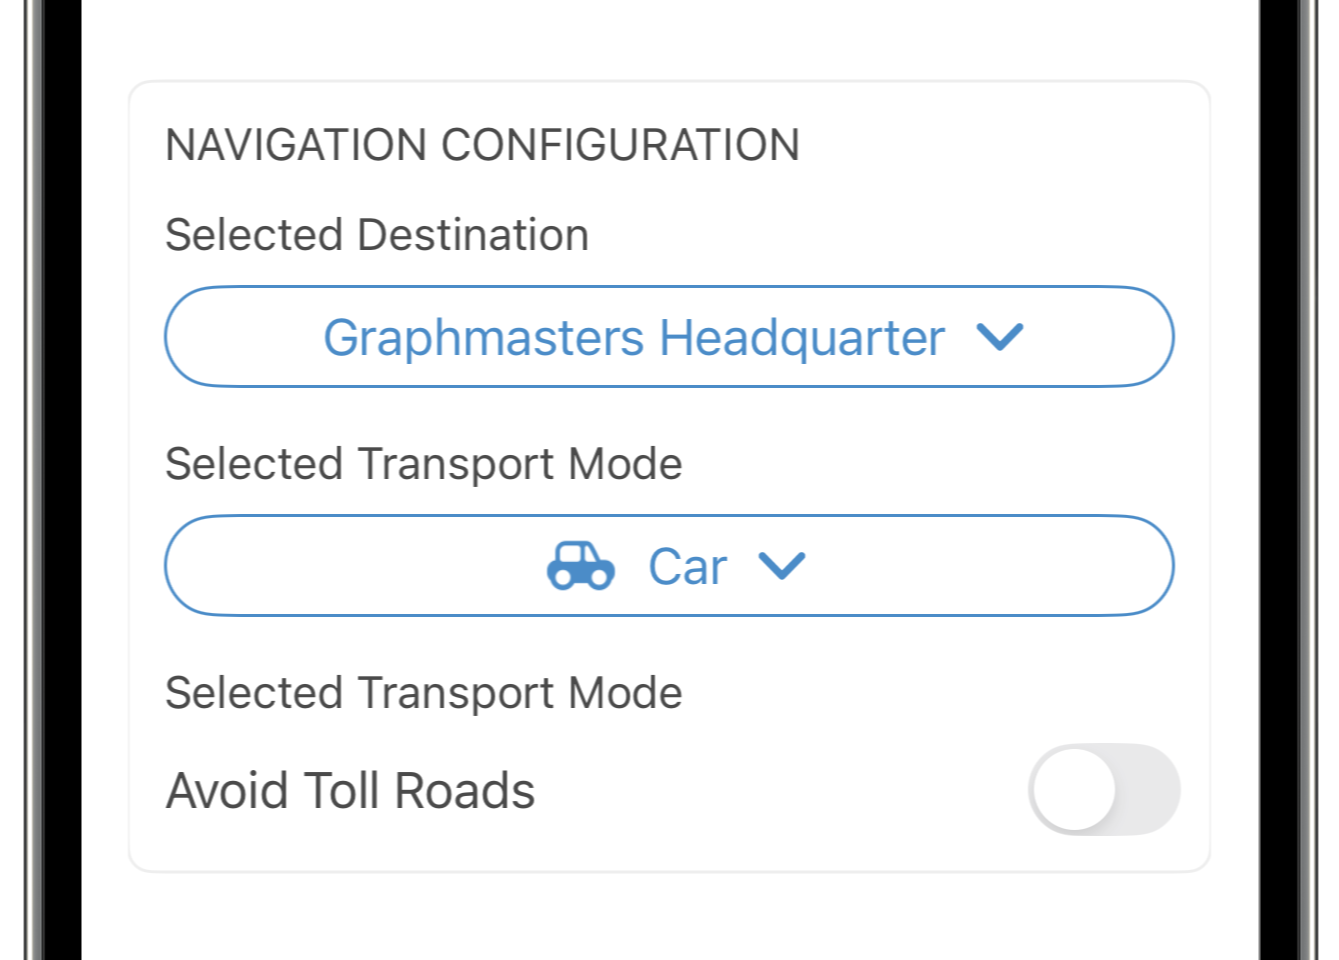 NAVIGATION CONFIGURATION
Selected Destination
Graphmasters Headquarter
Selected Transport Mode
Car
Selected Transport Mode
Avoid Toll Roads